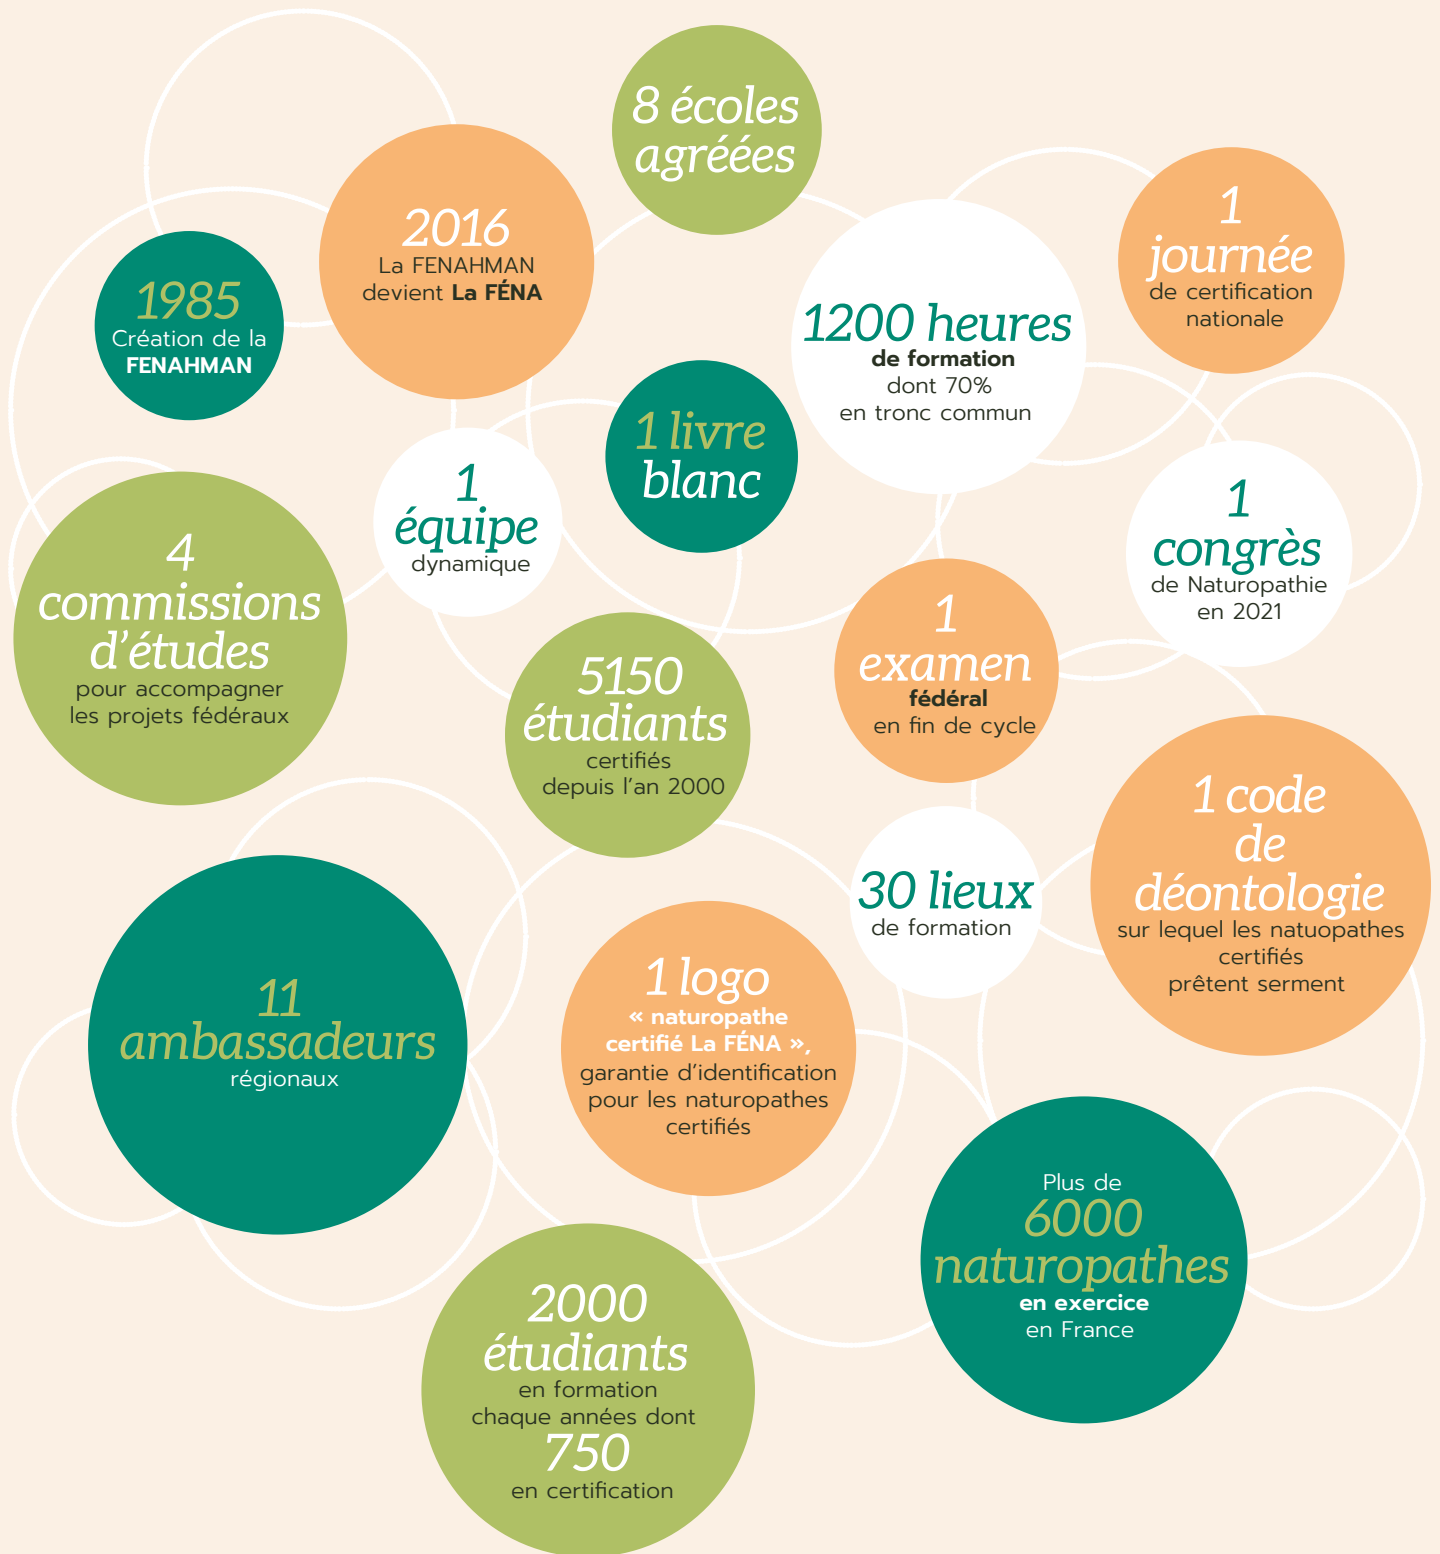 8 écoles
agréées
2016
La FENAHMAN
devient La FÉNA
1
journée
de certification
nationale
1985
Création de la
FENAHMAN
1200 heures
de formation
dont 70%
en tronc commun
1 livre
blanc
1
équipe
dynamique
1
congrès
de Naturopathie
en 2021
4
commissions
d'études
pour accompagner
les projets fédéraux
5150
étudiants
certifiés
depuis l'an 2000
1
examen
fédéral
en fin de cycle
1 code
de
déontologie
sur lequel les natuopathes
certifiés
prêtent serment
30 lieux
de formation
11
ambassadeurs
régionaux
1 logo
« naturopathe
certifié La FÉNA »,
garantie d'identification
pour les naturopathes
certifiés
Plus de
6000
naturopathes
en exercice
en France
2000
étudiants
en formation
chaque années dont
750
en certification